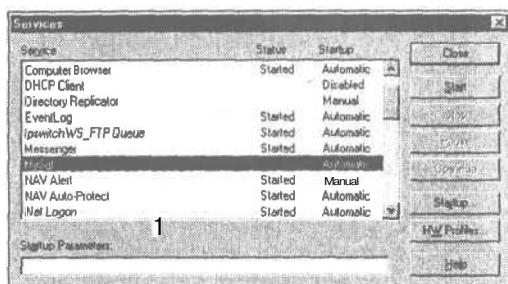 Services
Service Status Startup
Computer Browser Started Automatic
DHCP Client Disabled
Directory Replicator Manual
EventLog Started Automatic
Ipswitch WS_FTP Queue Started Automatic
Messenger Started Automatic
MySql Automatic
NAV Alert Started Manual
NAV Auto-Protect Started Automatic
Net Logon Started Automatic
1
Startup Parameters:
Close
Start
Startup
HW Profiles
Help